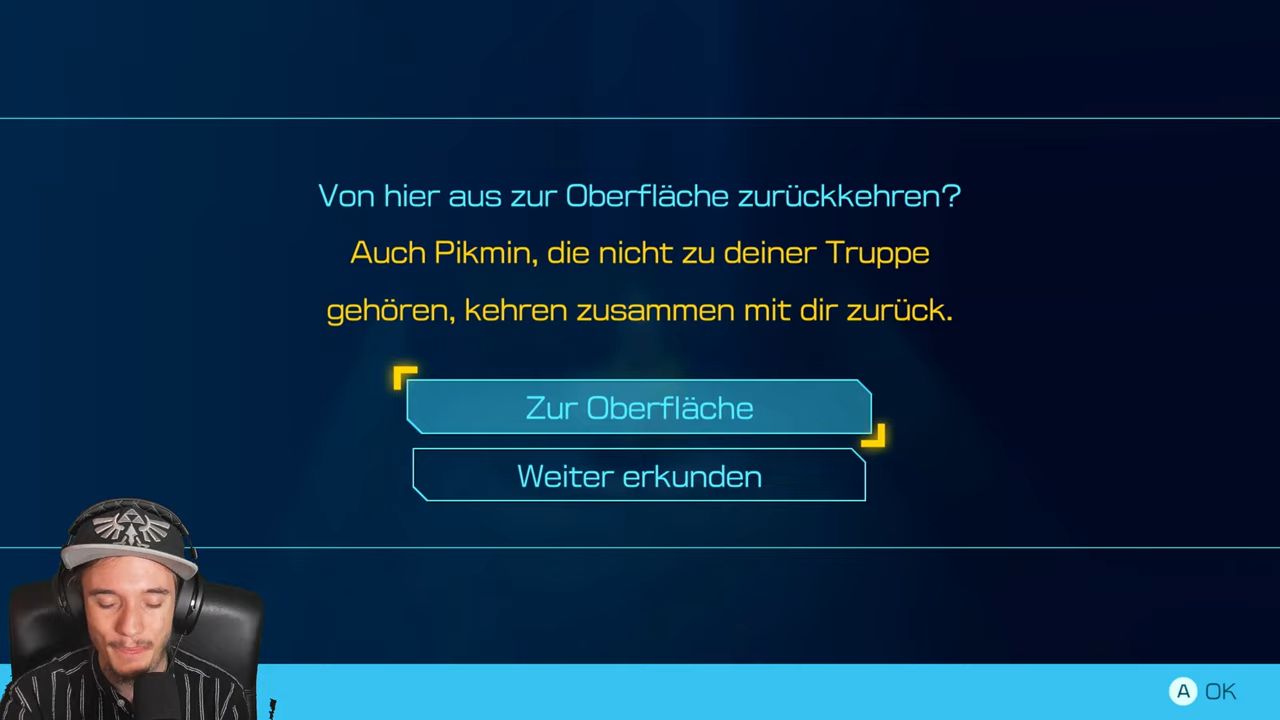 Von hier aus zur Oberfläche zurückkehren?
Auch Pikmin, die nicht zu deiner Truppe
gehören, kehren zusammen mit dir zurück.
Zur Oberfläche
Weiter erkunden
A OK